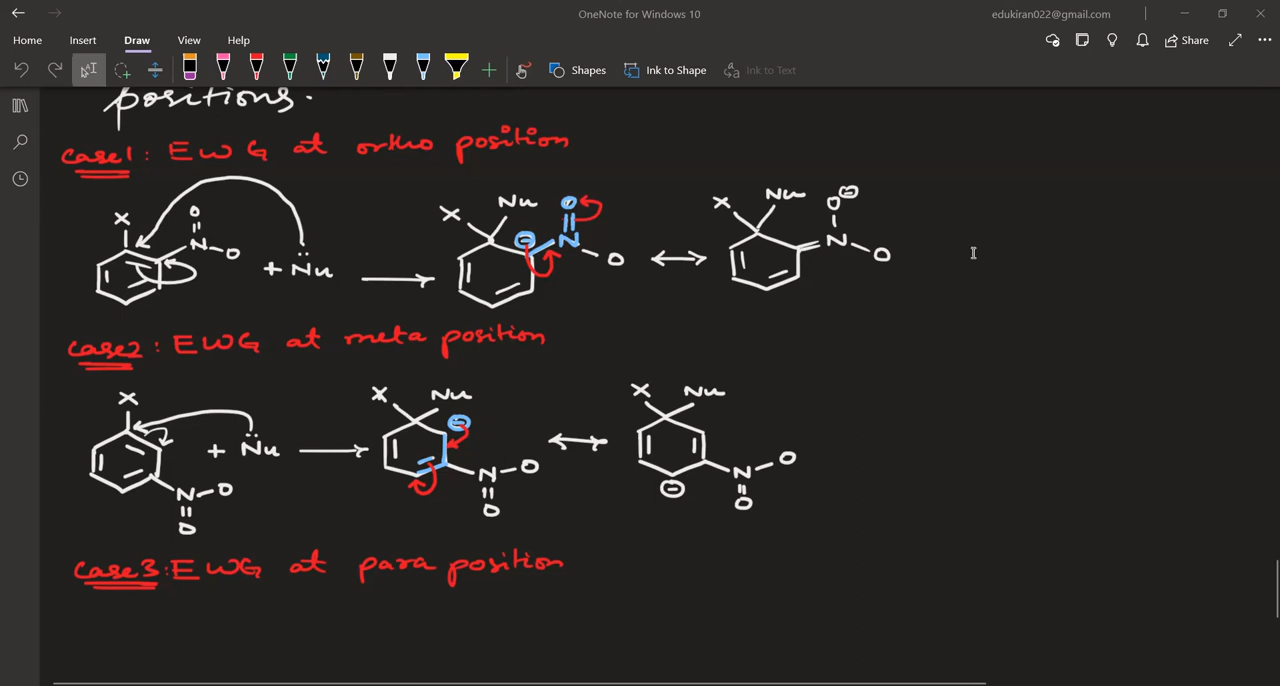 OneNote for Windows 10
edukiran022@gmail.com
Home Insert Draw View Help
Share
Shapes
Ink to Shape
Ink to Text
positions.
case1: EWG at ortho position
X O N O + Nu
X Nu O N O
X Nu O N O
case2: EWG at meta position
X N O O + Nu
X Nu N O O
X Nu N O O
case3: EWG at para position